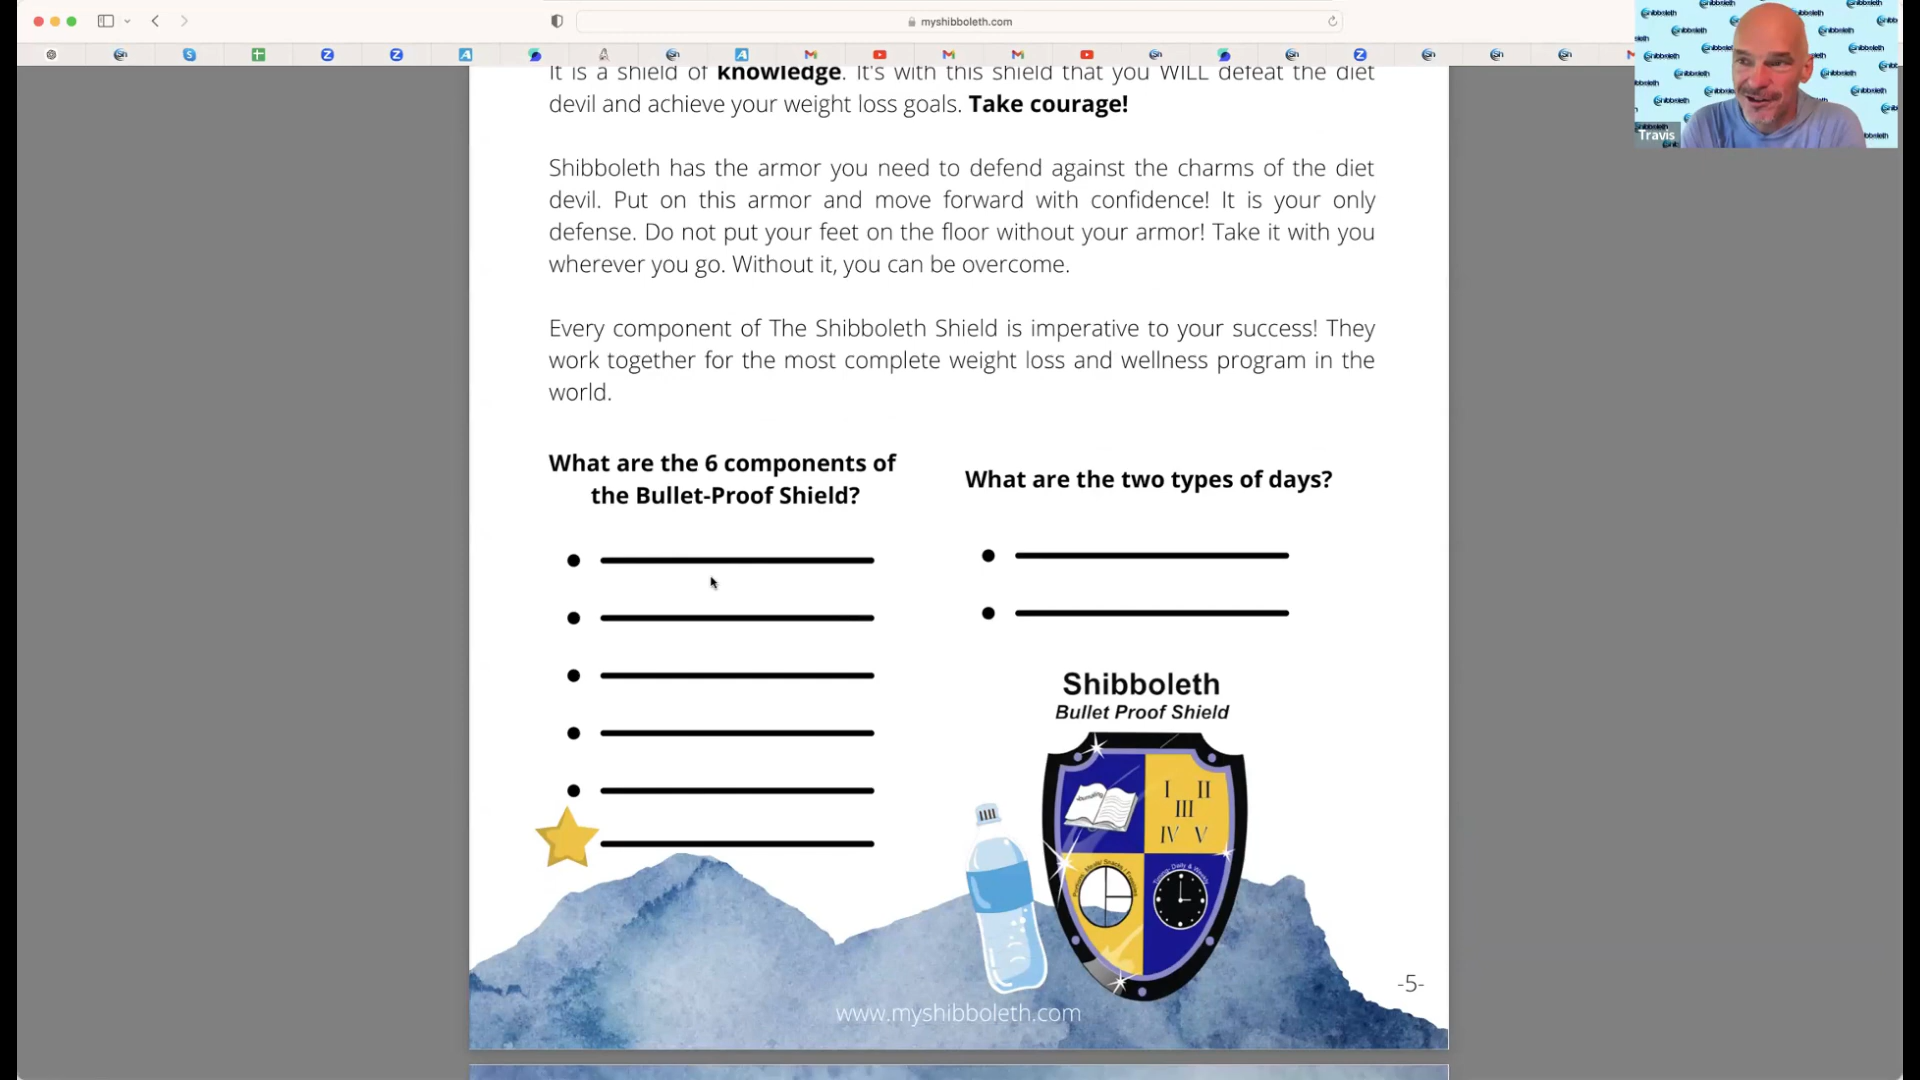 myshibboleth.com
It is a shield of knowledge. It's with this shield that you WILL defeat the diet
devil and achieve your weight loss goals. Take courage!
Shibboleth has the armor you need to defend against the charms of the diet
devil. Put on this armor and move forward with confidence! It is your only
defense. Do not put your feet on the floor without your armor! Take it with you
wherever you go. Without it, you can be overcome.
Every component of The Shibboleth Shield is imperative to your success! They
work together for the most complete weight loss and wellness program in the
world.
What are the 6 components of
the Bullet-Proof Shield?
What are the two types of days?
Shibboleth
Bullet Proof Shield
Journaling
I II
III
IV V
Timing: Daily & Weekly
-5-
www.myshibboleth.com
Travis
Shibboleth